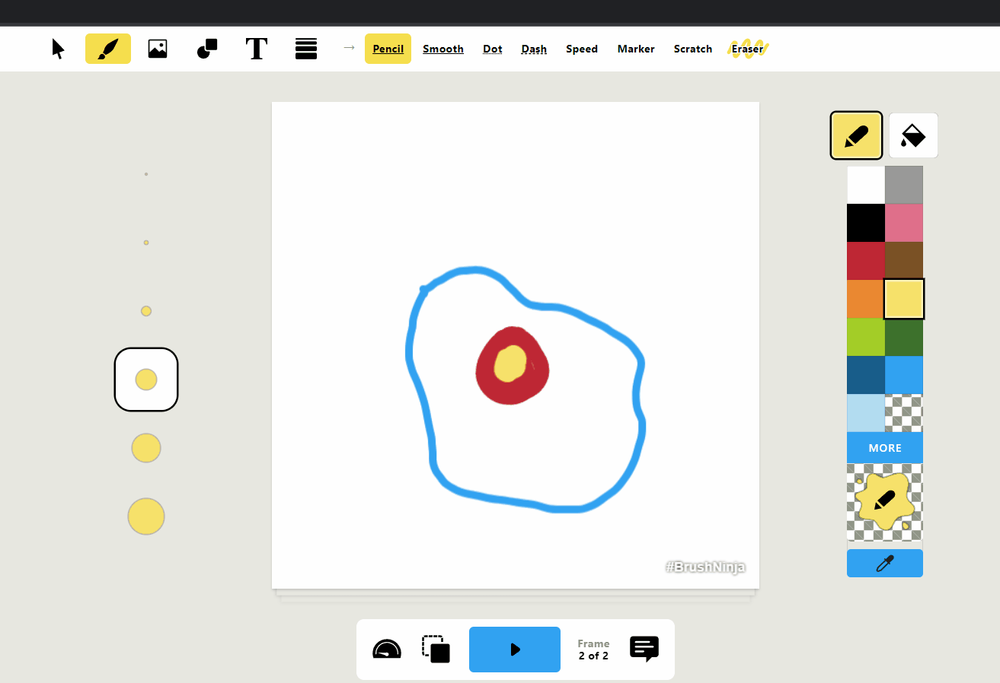 T → Pencil Smooth Dot Dash Speed Marker Scratch Eraser
MORE
#BrushNinja
Frame
2 of 2